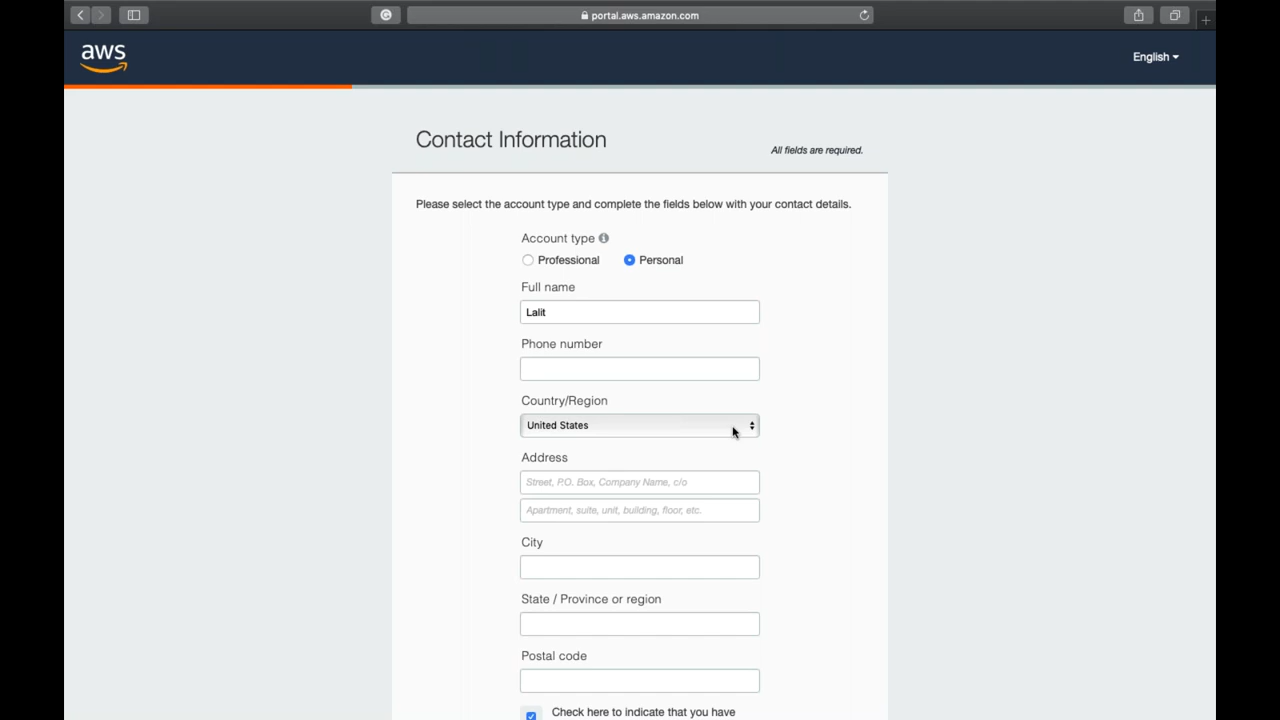 portal.aws.amazon.com
aws
English
Contact Information
All fields are required.
Please select the account type and complete the fields below with your contact details.
Account type
Professional Personal
Full name
Lalit
Phone number
Country/Region
United States
Address
Street, P.O. Box, Company Name, c/o
Apartment, suite, unit, building, floor, etc.
City
State / Province or region
Postal code
Check here to indicate that you have